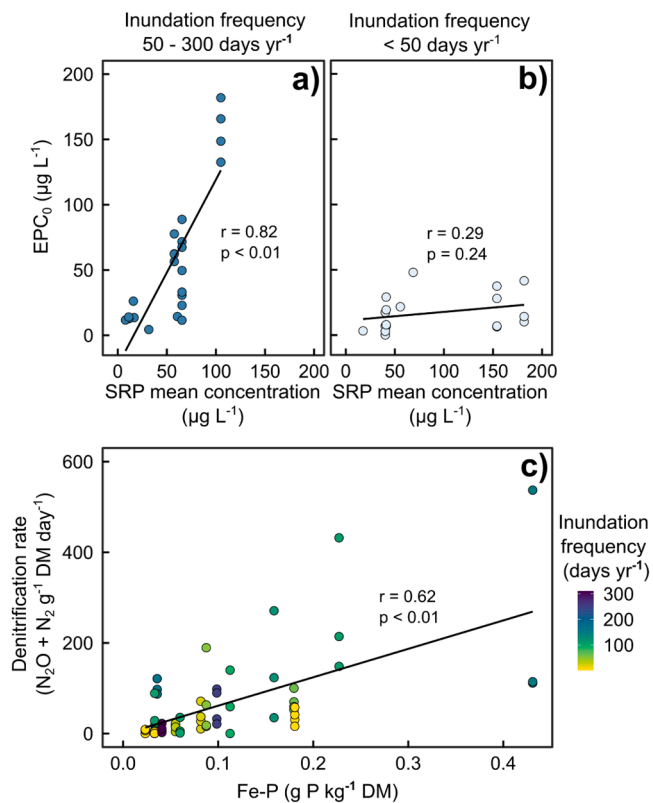 Inundation frequency
50 - 300 days yr⁻¹
Inundation frequency
< 50 days yr⁻¹
a)
b)
200
150
100
50
0
EPC₀ (µg L⁻¹)
r = 0.82
p < 0.01
r = 0.29
p = 0.24
0 50 100 150 200
0 50 100 150 200
SRP mean concentration
(µg L⁻¹)
SRP mean concentration
(µg L⁻¹)
c)
600
400
200
0
Denitrification rate
(N₂O + N₂ g⁻¹ DM day⁻¹)
r = 0.62
p < 0.01
0.0 0.1 0.2 0.3 0.4
Fe-P (g P kg⁻¹ DM)
Inundation
frequency
(days yr⁻¹)
300
200
100